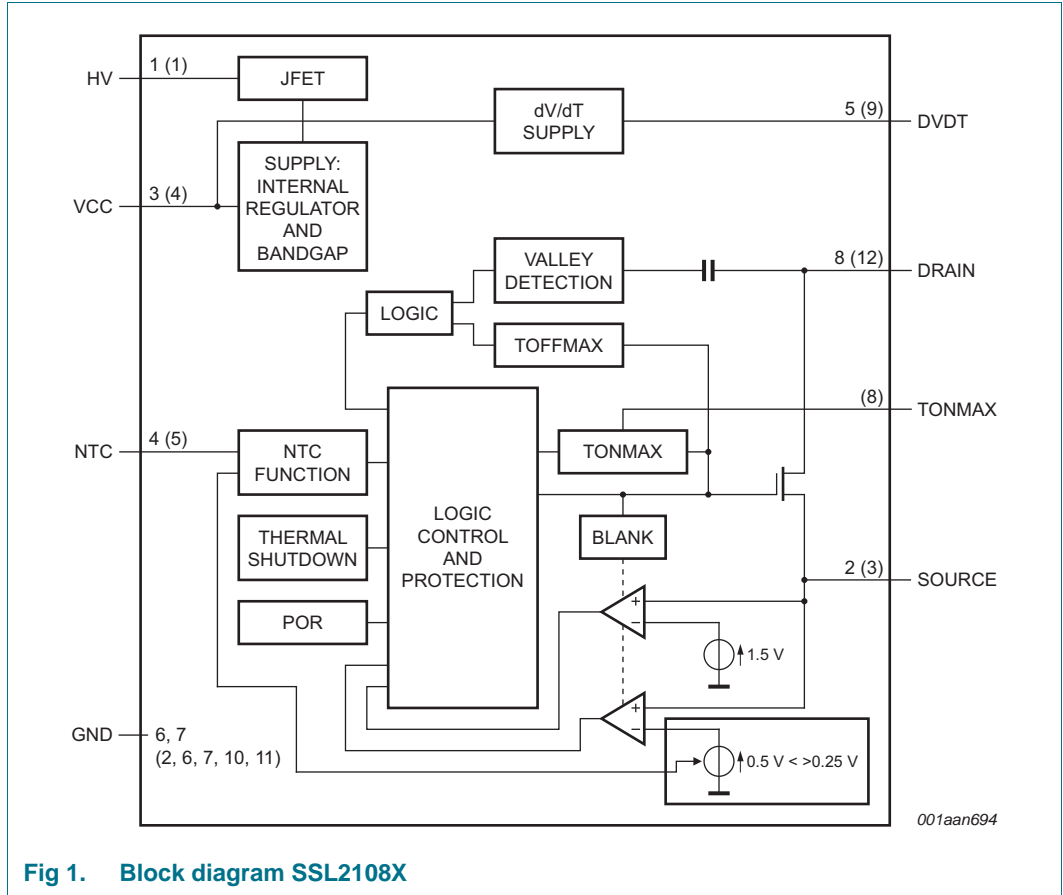 HV
1 (1)
JFET
dV/dT
SUPPLY
5 (9)
DVDT
SUPPLY:
INTERNAL
REGULATOR
AND
BANDGAP
VCC
3 (4)
VALLEY
DETECTION
8 (12)
DRAIN
LOGIC
TOFFMAX
(8)
TONMAX
NTC
4 (5)
NTC
FUNCTION
TONMAX
LOGIC
CONTROL
AND
PROTECTION
BLANK
THERMAL
SHUTDOWN
2 (3)
SOURCE
POR
+
−
1.5 V
+
−
GND
6, 7
(2, 6, 7, 10, 11)
0.5 V < >0.25 V
001aan694
Fig 1. Block diagram SSL2108X